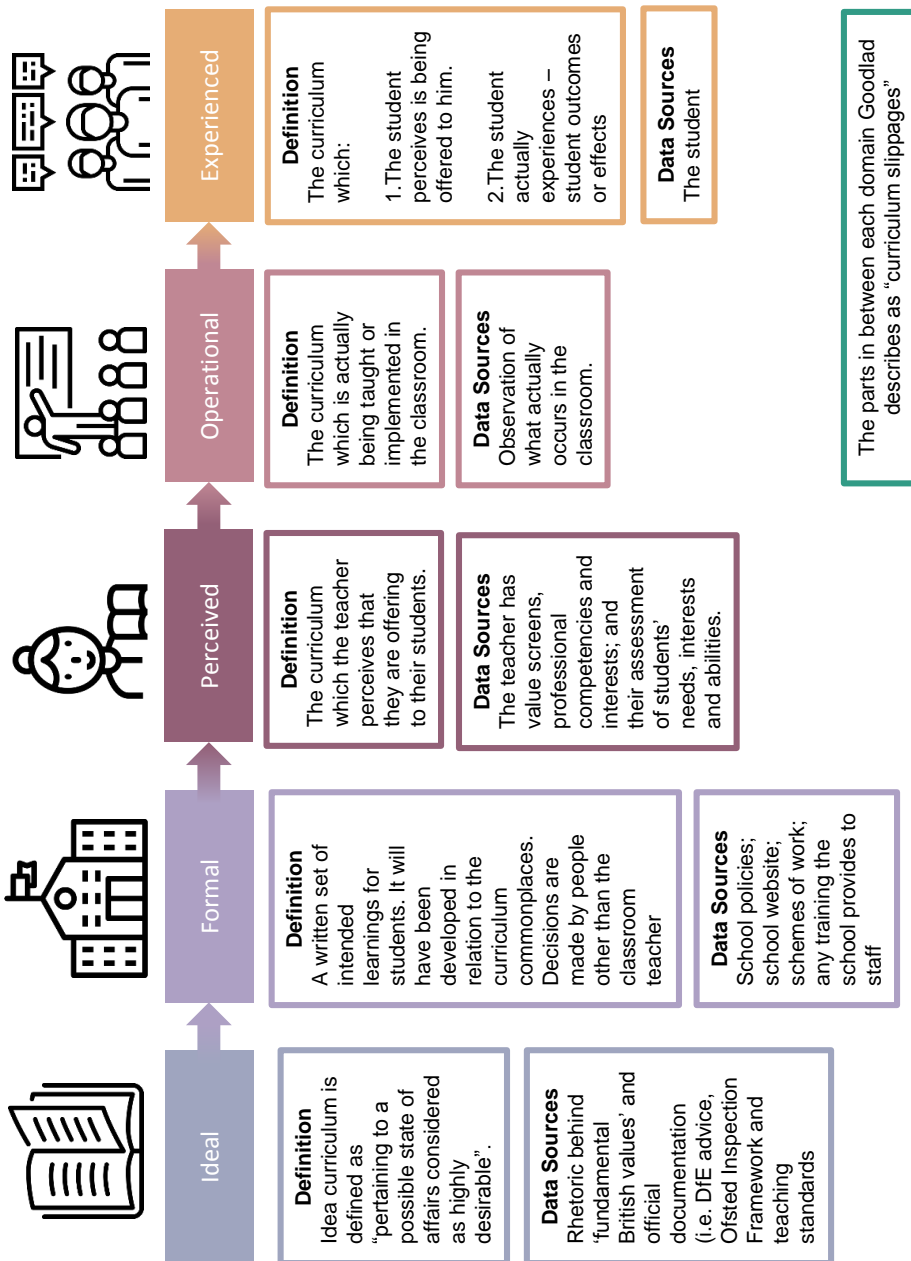 Ideal
Definition
Idea curriculum is
defined as
“pertaining to a
possible state of
affairs considered
as highly
desirable”.
Data Sources
Rhetoric behind
‘fundamental
British values’ and
official
documentation
(i.e. DfE advice,
Ofsted Inspection
Framework and
teaching
standards
Formal
Definition
A written set of
intended
learnings for
students. It will
have been
developed in
relation to the
curriculum
commonplaces.
Decisions are
made by people
other than the
classroom
teacher
Data Sources
School policies;
school website;
schemes of work;
any training the
school provides to
staff
Perceived
Definition
The curriculum
which the teacher
perceives that
they are offering
to their students.
Data Sources
The teacher has
value screens,
professional
competencies and
interests; and
their assessment
of students’
needs, interests
and abilities.
Operational
Definition
The curriculum
which is actually
being taught or
implemented in
the classroom.
Data Sources
Observation of
what actually
occurs in the
classroom.
Experienced
Definition
The curriculum
which:
1.The student
perceives is being
offered to him.
2.The student
actually
experiences –
student outcomes
or effects
Data Sources
The student
The parts in between each domain Goodlad
describes as “curriculum slippages”